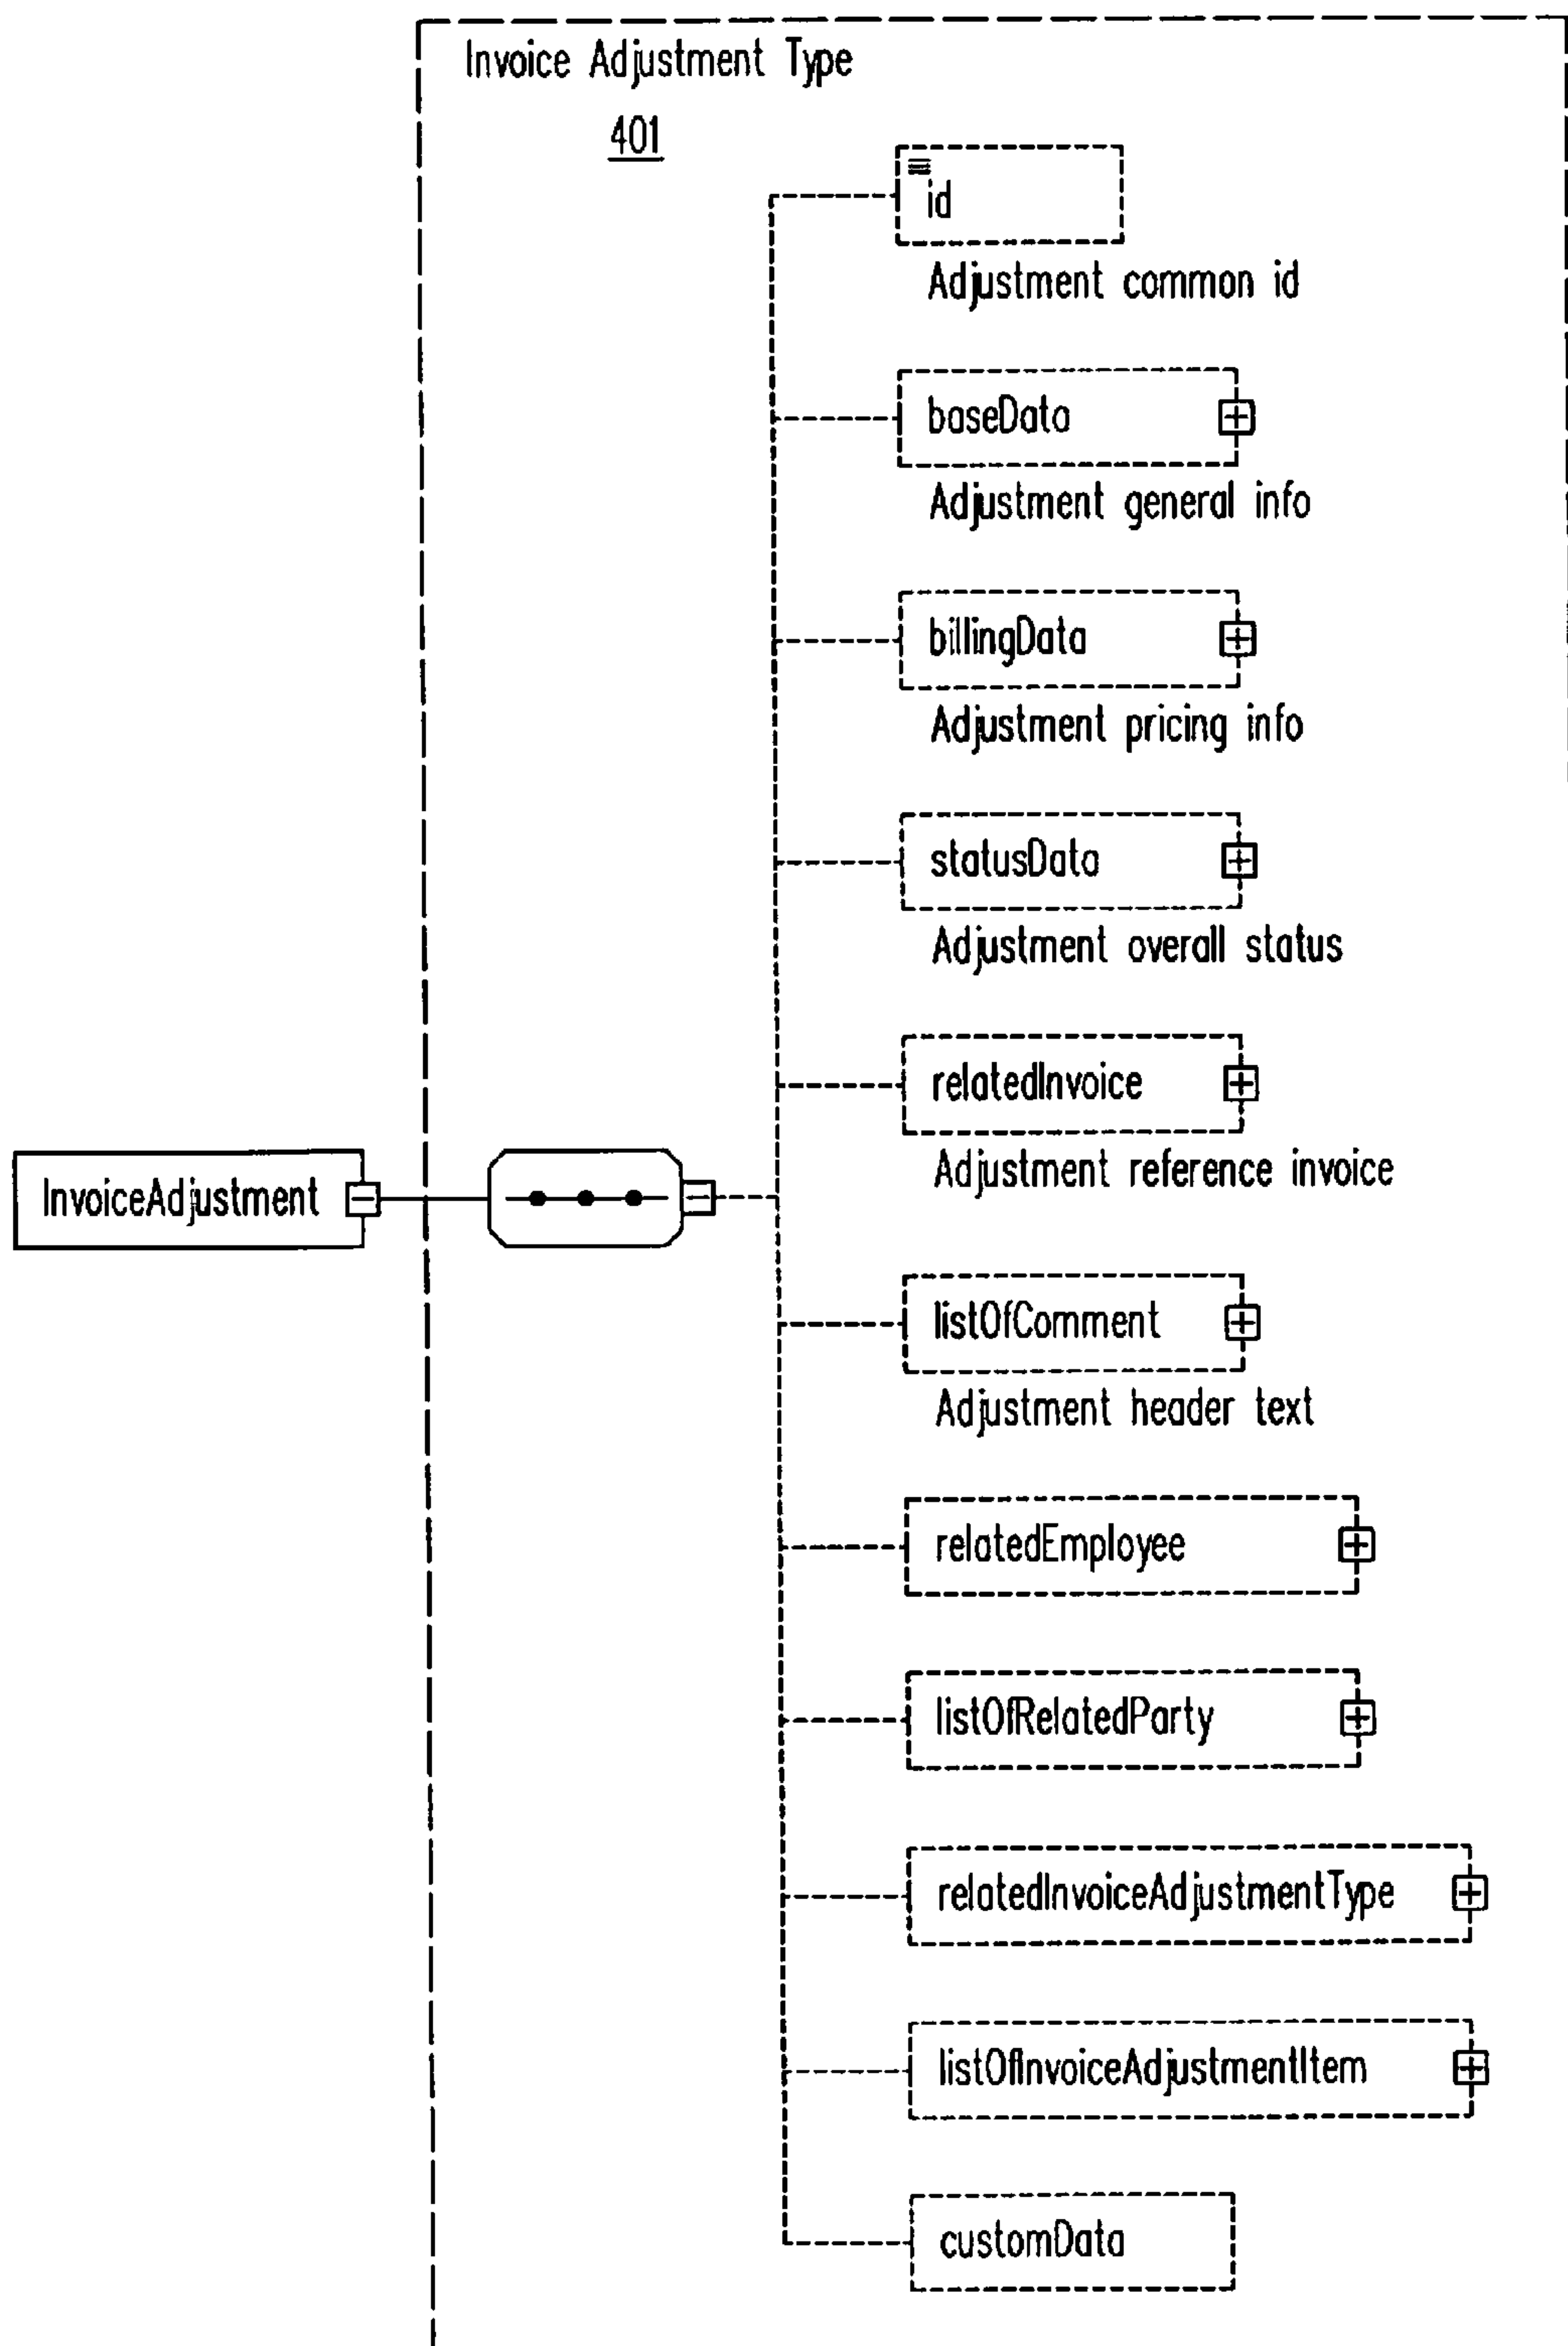 Invoice Adjustment Type
401
id
Adjustment common id
baseData
Adjustment general info
billingData
Adjustment pricing info
statusData
Adjustment overall status
relatedInvoice
Adjustment reference invoice
InvoiceAdjustment
listOfComment
Adjustment header text
relatedEmployee
listOfRelatedParty
relatedInvoiceAdjustmentType
listOfInvoiceAdjustmentItem
customData